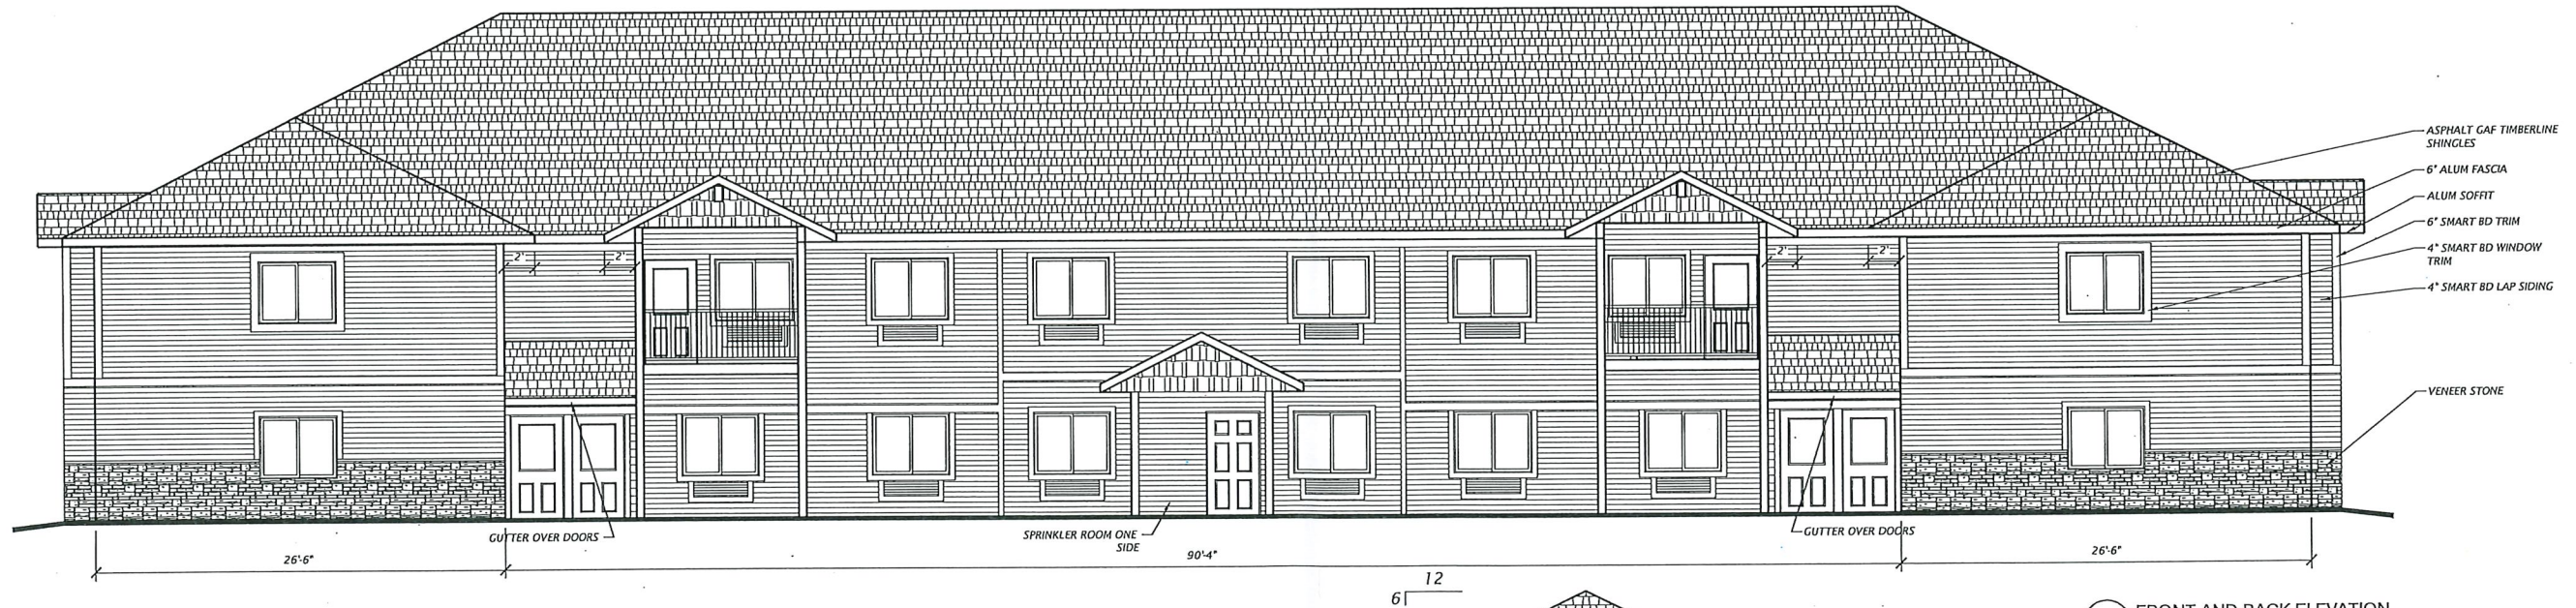 ASPHALT GAF TIMBERLINE
SHINGLES
6" ALUM FASCIA
ALUM SOFFIT
6" SMART BD TRIM
4" SMART BD WINDOW
TRIM
4" SMART BD LAP SIDING
2'
2'
2'
2'
VENEER STONE
GUTTER OVER DOORS
SPRINKLER ROOM ONE
SIDE
GUTTER OVER DOORS
26'-6"
90'-4"
26'-6"
12
6
FRONT AND BACK ELEVATION